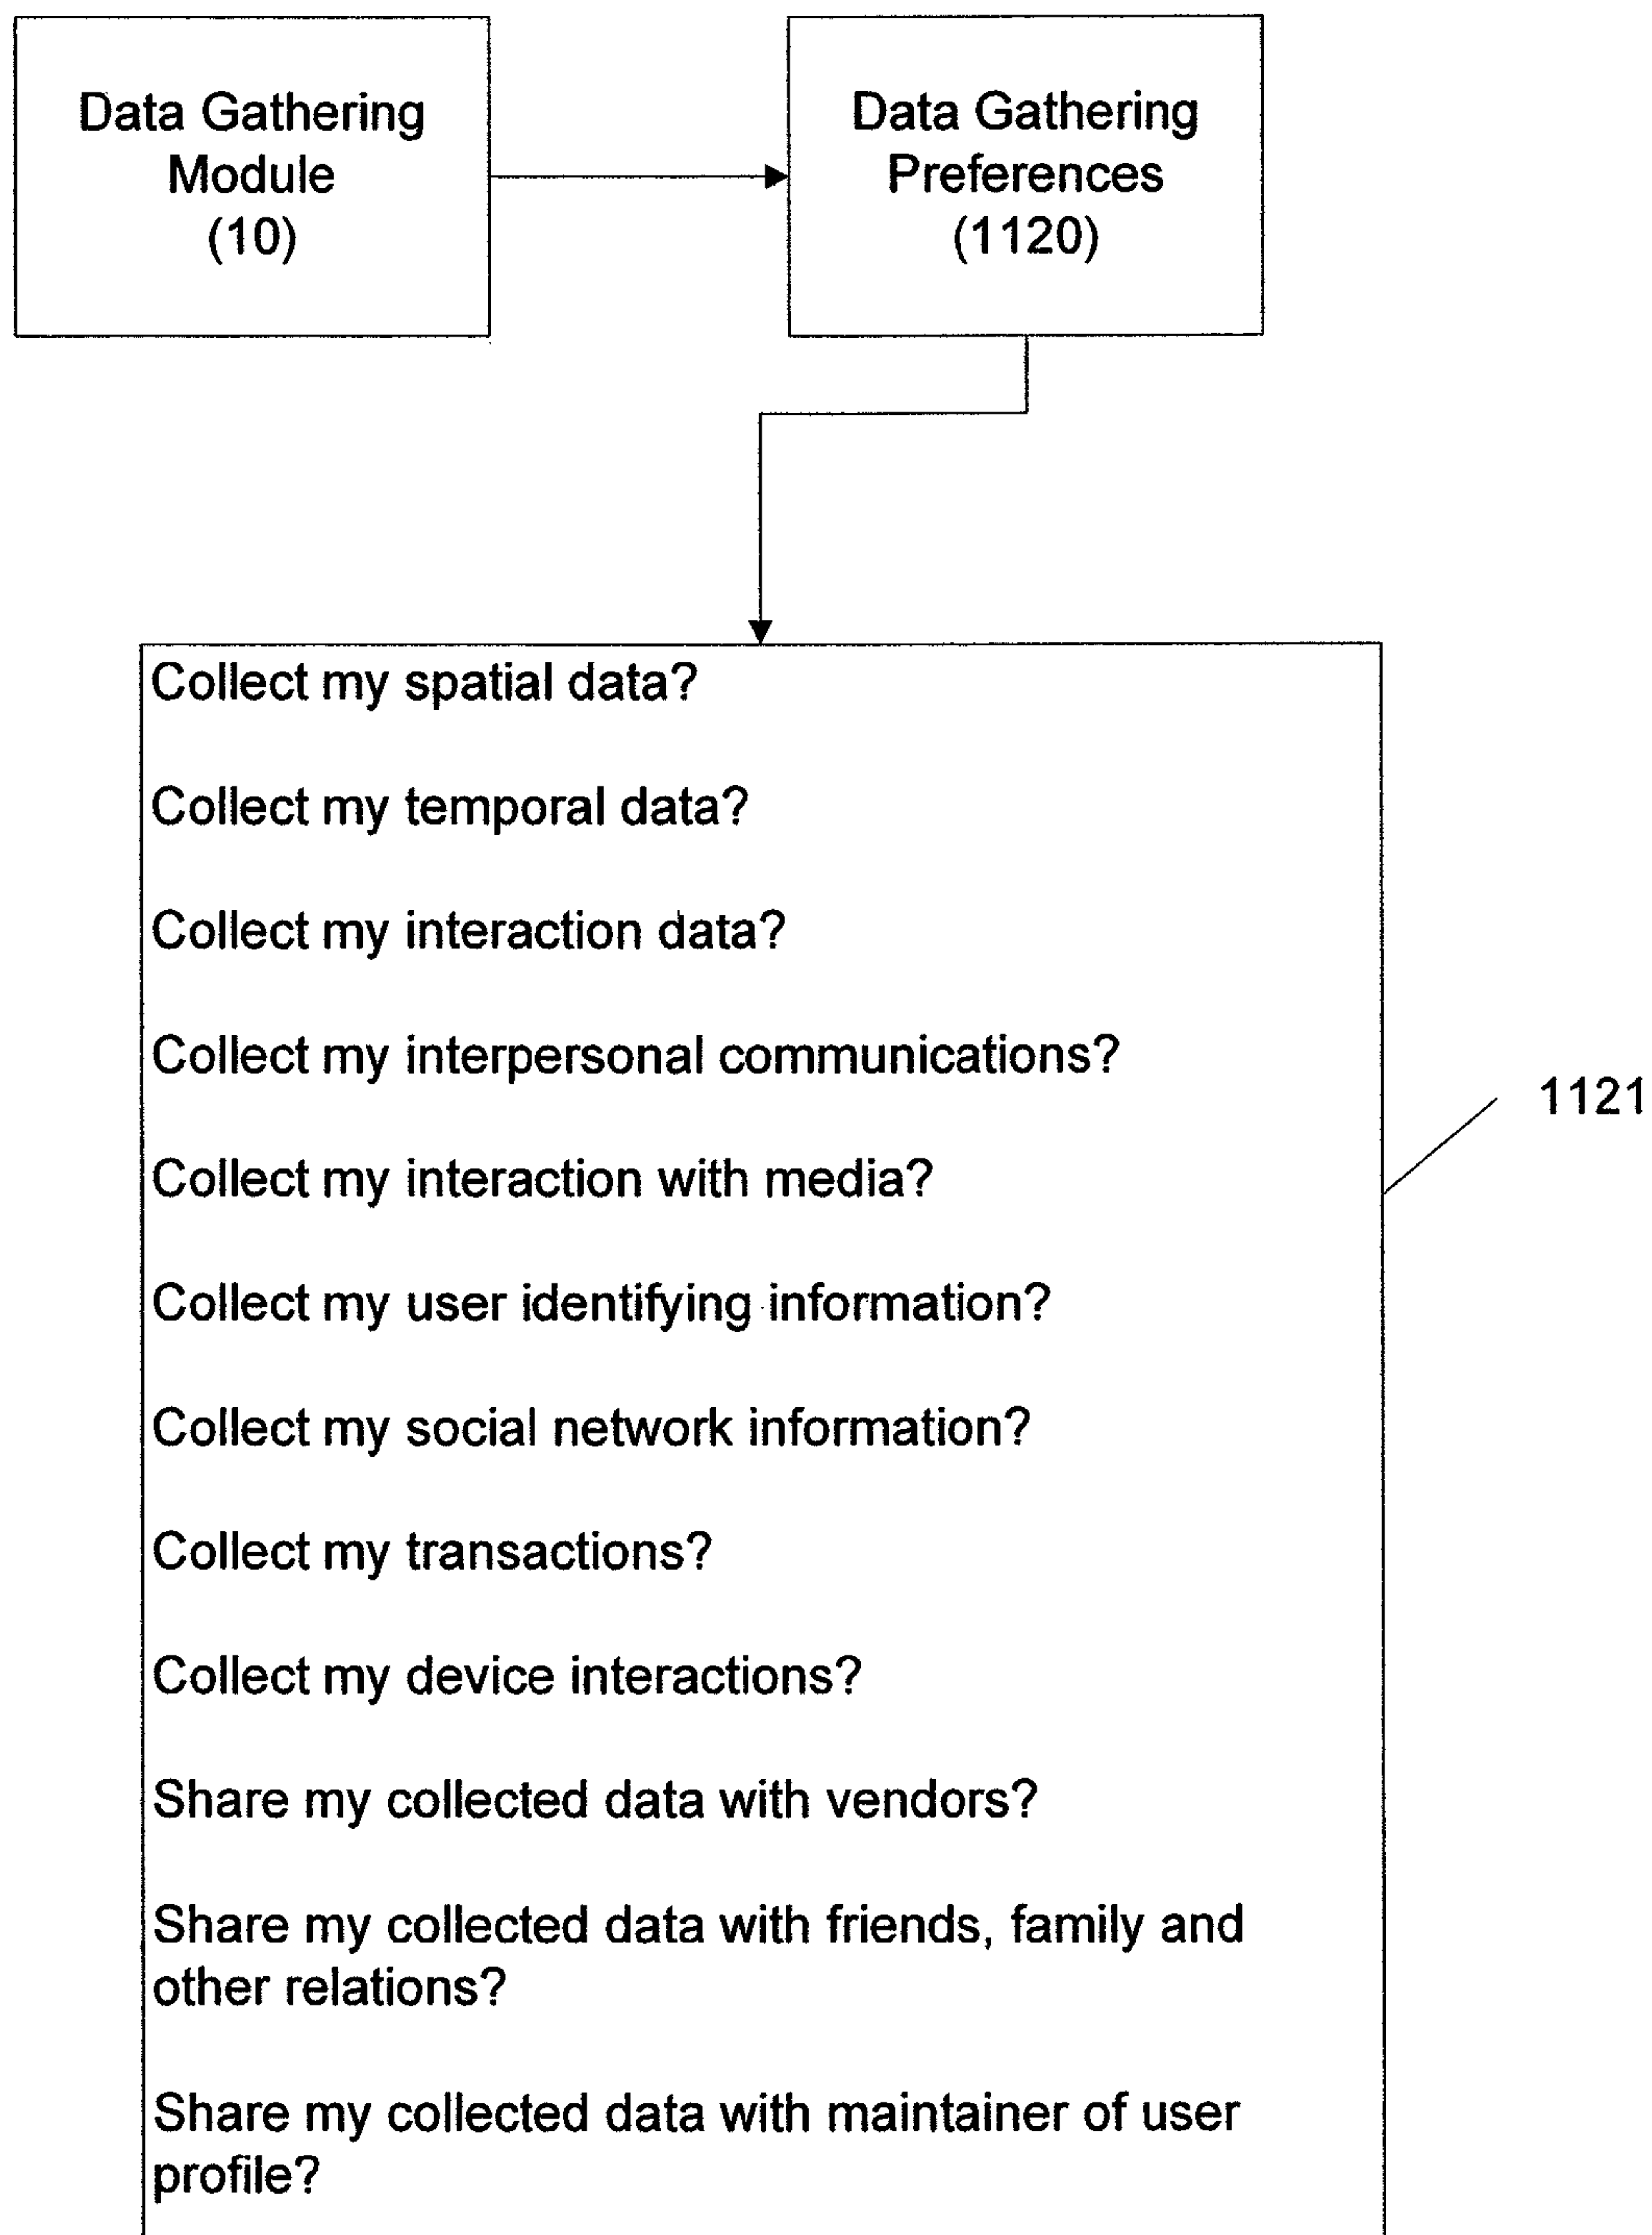 Data Gathering
Module
(10)
Data Gathering
Preferences
(1120)
Collect my spatial data?
Collect my temporal data?
Collect my interaction data?
Collect my interpersonal communications?
1121
Collect my interaction with media?
Collect my user identifying information?
Collect my social network information?
Collect my transactions?
Collect my device interactions?
Share my collected data with vendors?
Share my collected data with friends, family and
other relations?
Share my collected data with maintainer of user
profile?